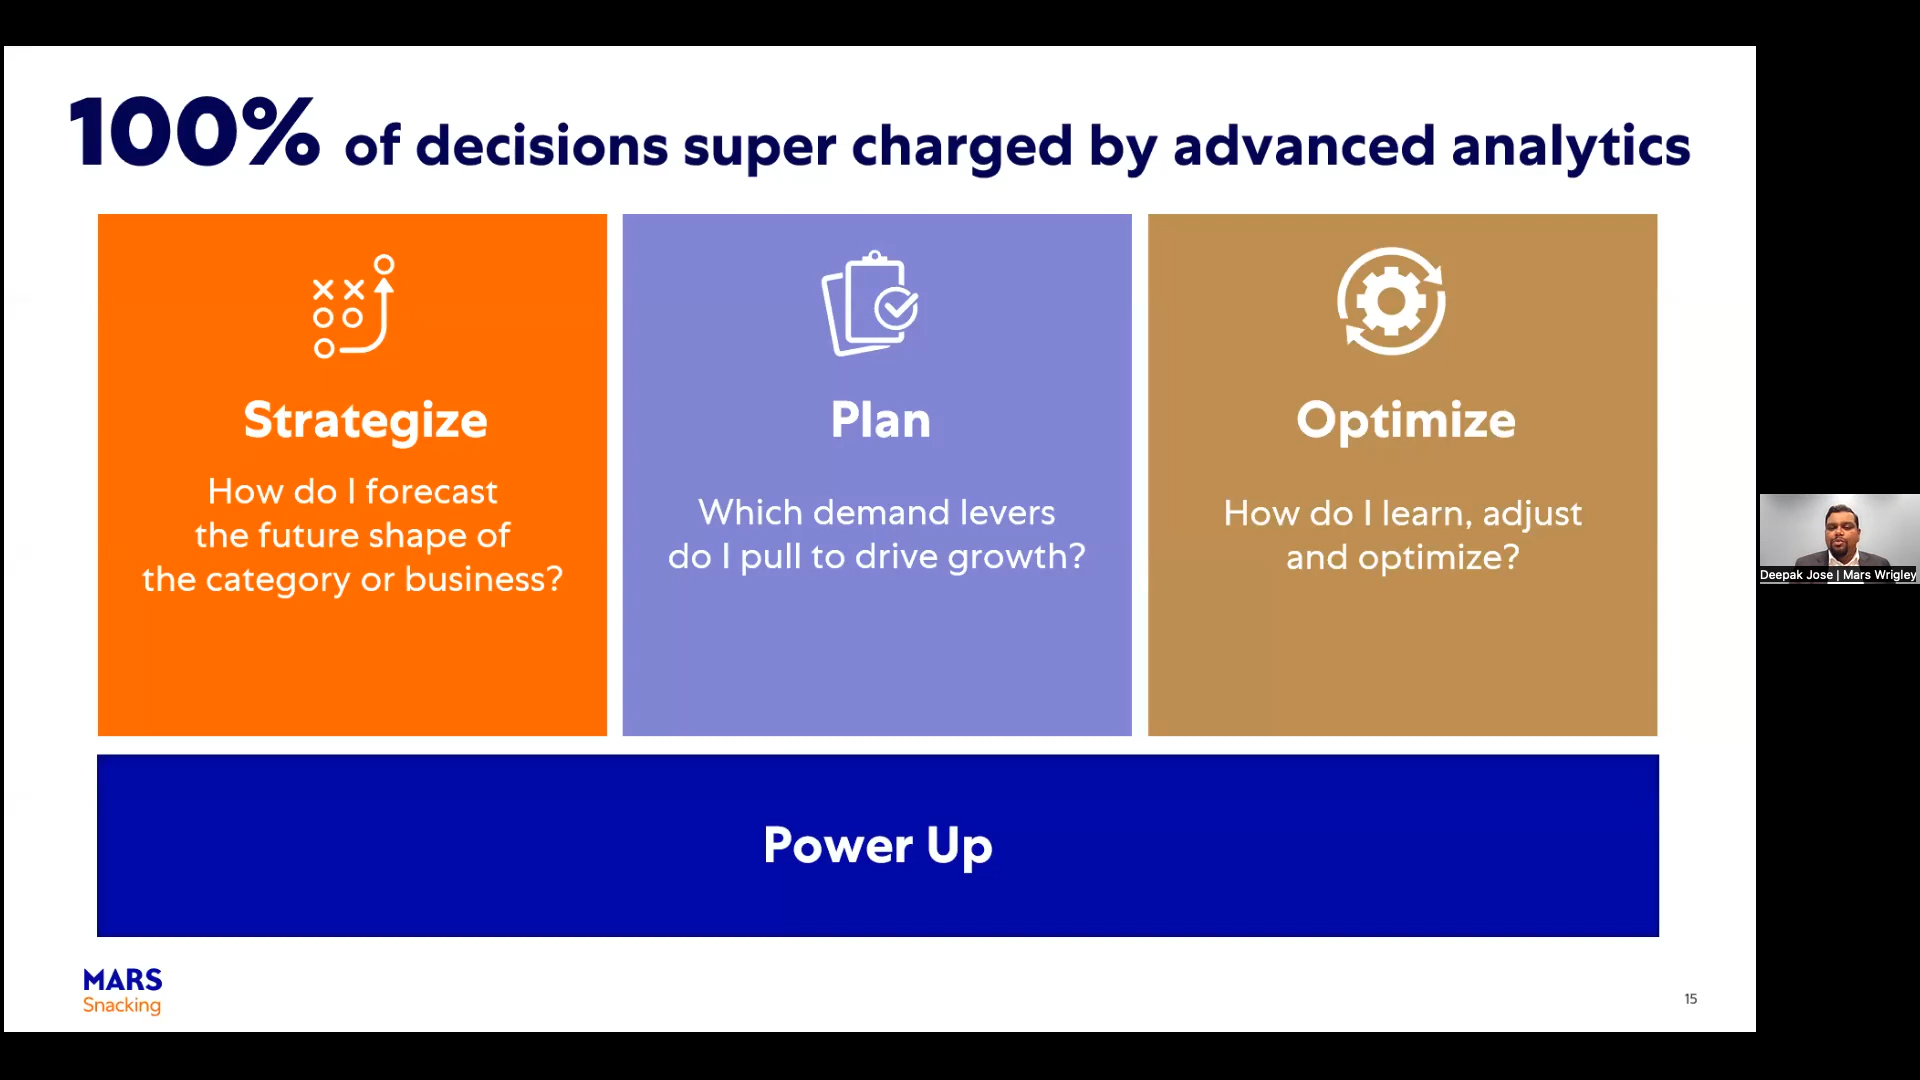 100% of decisions super charged by advanced analytics
Strategize
How do I forecast
the future shape of
the category or business?
Plan
Which demand levers
do I pull to drive growth?
Optimize
How do I learn, adjust
and optimize?
Power Up
MARS
Snacking
15
Deepak Jose | Mars Wrigley